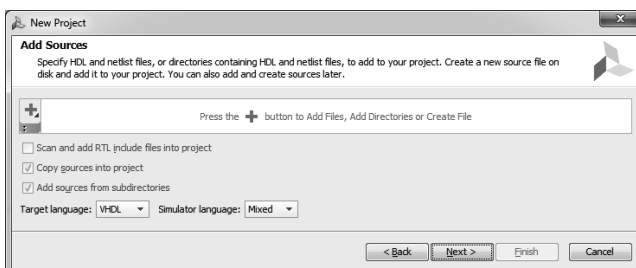 New Project
Add Sources
Specify HDL and netlist files, or directories containing HDL and netlist files, to add to your project. Create a new source file on
disk and add it to your project. You can also add and create sources later.
Press the + button to Add Files, Add Directories or Create File
Scan and add RTL include files into project
Copy sources into project
Add sources from subdirectories
Target language: VHDL Simulator language: Mixed
< Back Next > Finish Cancel